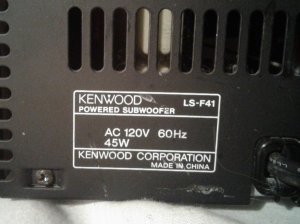 KENWOOD LS-F41
POWERED SUBWOOFER
AC 120V 60Hz
45W
KENWOOD CORPORATION
MADE IN CHINA